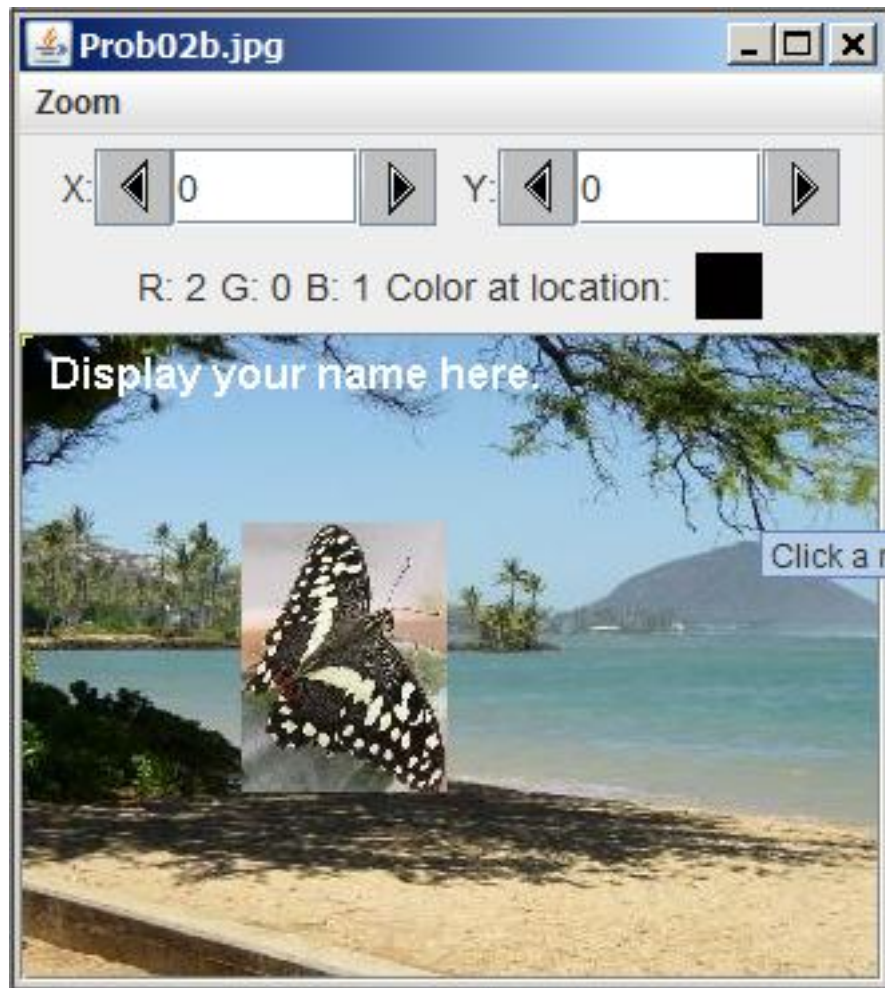 Prob02b.jpg
Zoom
X: 0 Y: 0
R: 2 G: 0 B: 1 Color at location:
Display your name here.
Click a